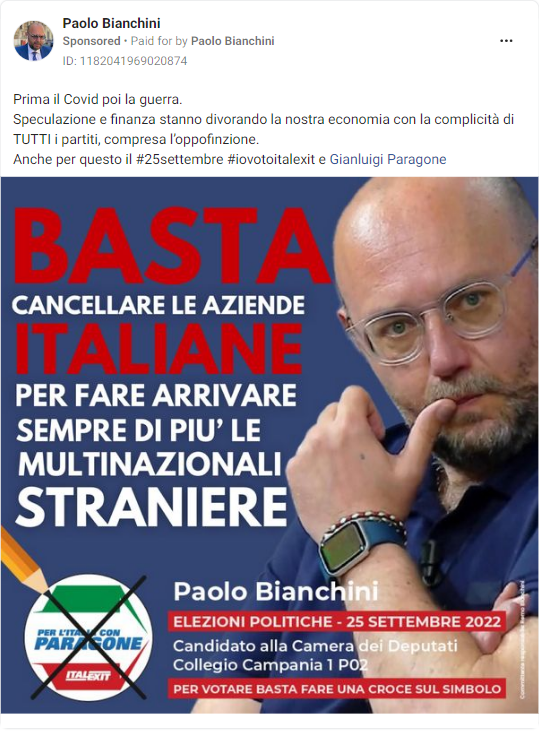 Paolo Bianchini
Sponsored • Paid for by Paolo Bianchini
ID: 1182041969020874
Prima il Covid poi la guerra.
Speculazione e finanza stanno divorando la nostra economia con la complicità di
TUTTI i partiti, compresa l’oppofinzione.
Anche per questo il #25settembre #iovotoitalexit e Gianluigi Paragone
BASTA
CANCELLARE LE AZIENDE
ITALIANE
PER FARE ARRIVARE
SEMPRE DI PIU’ LE
MULTINAZIONALI
STRANIERE
PER L'ITALIA CON
PARAGONE
ITALEXIT
Paolo Bianchini
ELEZIONI POLITICHE - 25 SETTEMBRE 2022
Candidato alla Camera dei Deputati
Collegio Campania 1 P02
PER VOTARE BASTA FARE UNA CROCE SUL SIMBOLO